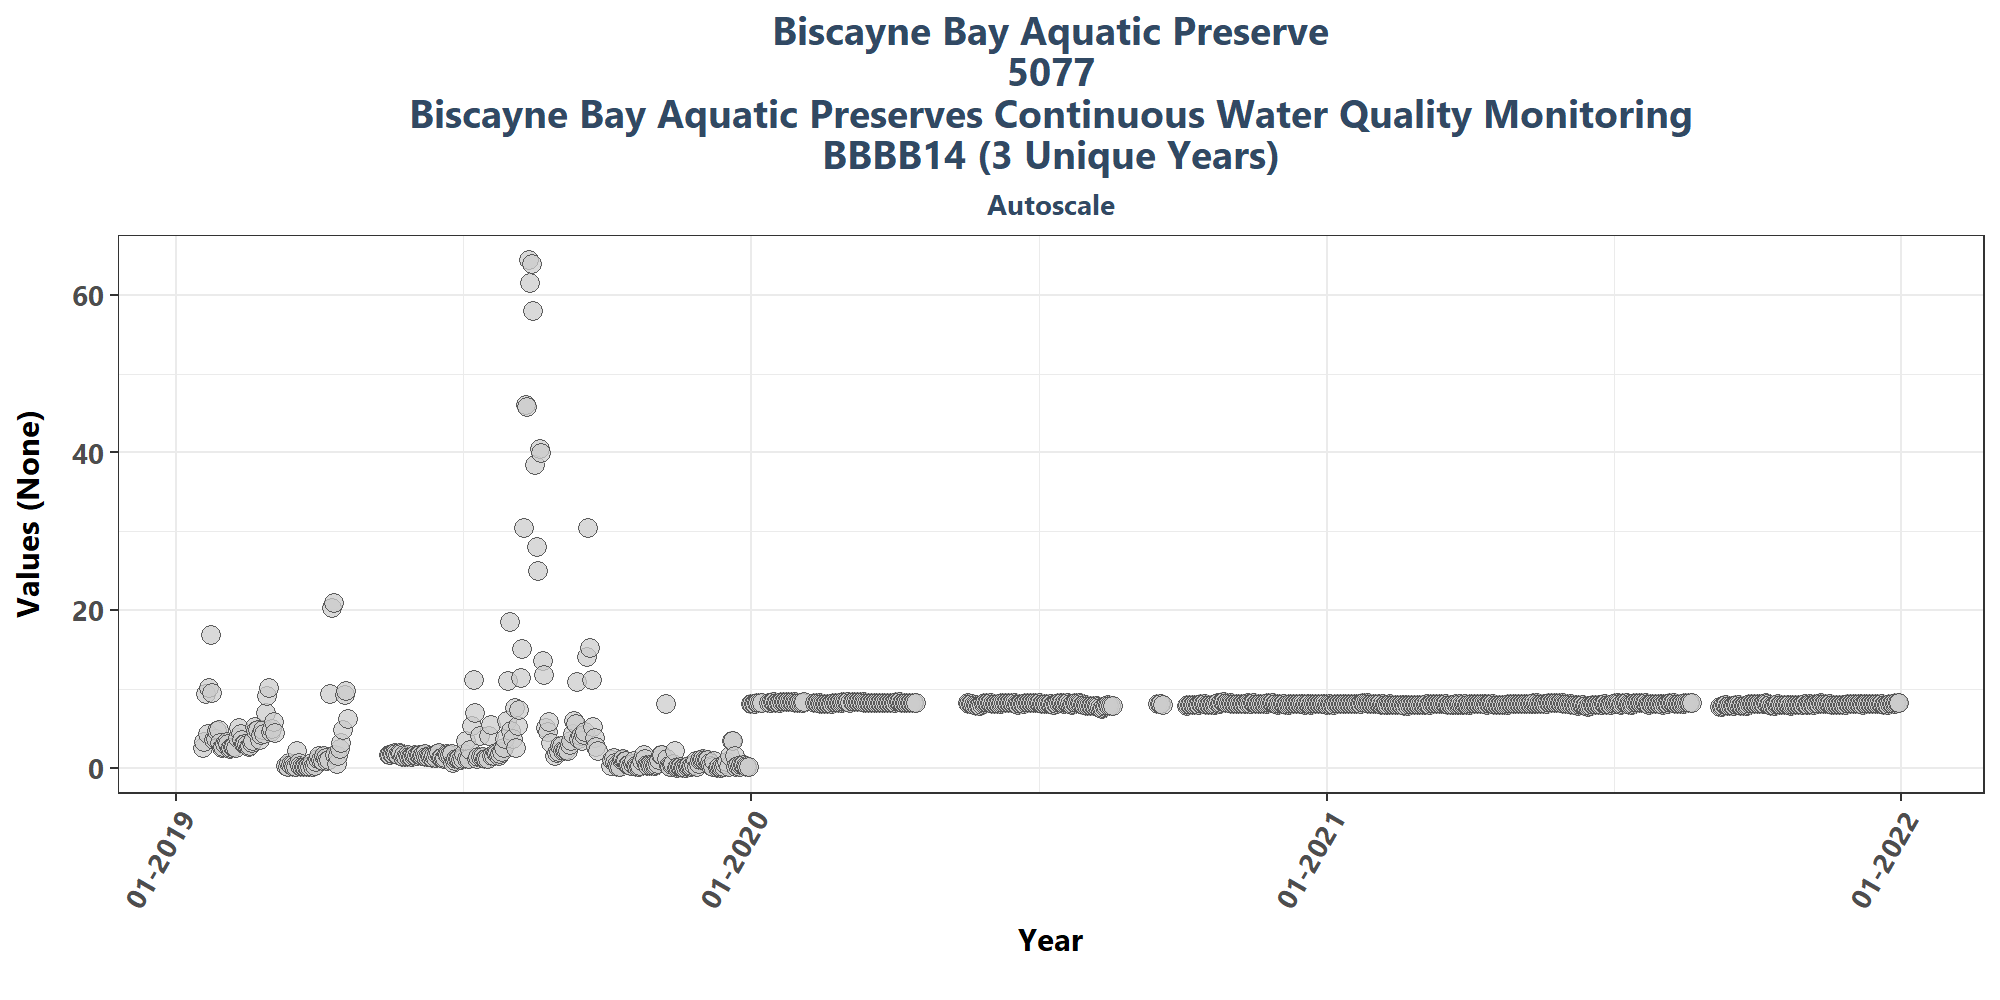 Biscayne Bay Aquatic Preserve
5077
Biscayne Bay Aquatic Preserves Continuous Water Quality Monitoring
BBBB14 (3 Unique Years)
Autoscale
Values (None)
60
40
20
0
01-2019
01-2020
01-2021
01-2022
Year